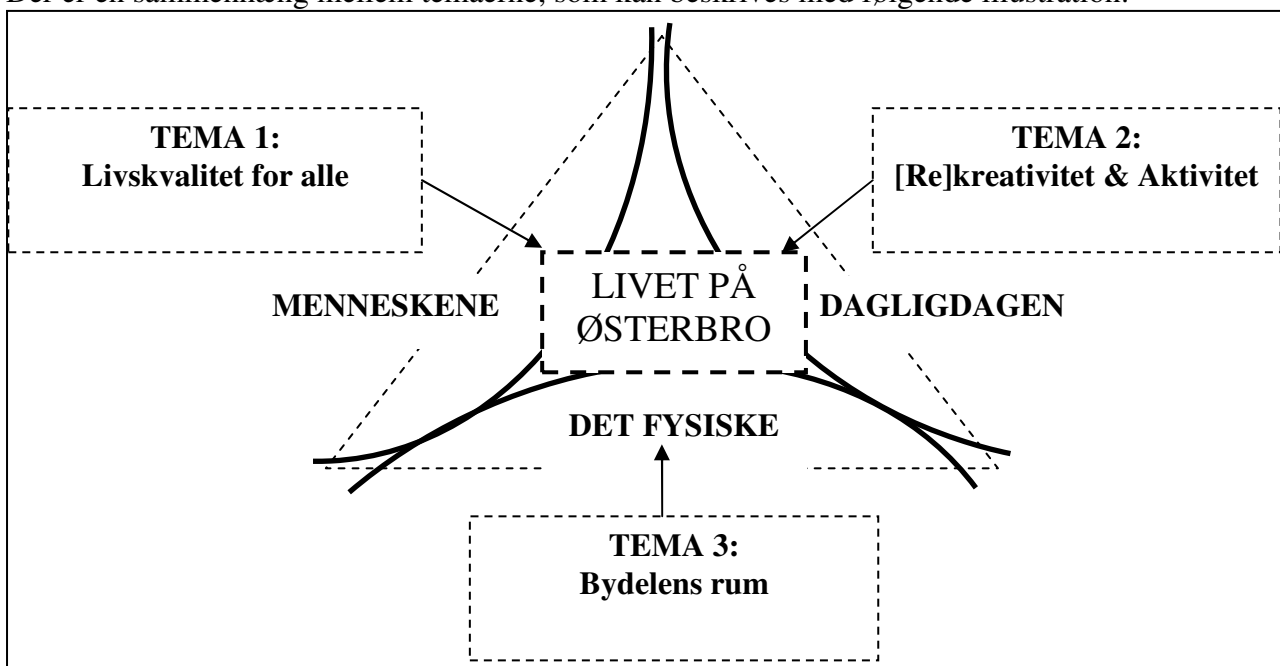 Der er en sammenhæng mellem temaerne, som kan beskrives med følgende illustration:
TEMA 1:
Livskvalitet for alle
TEMA 2:
[Re]kreativitet & Aktivitet
LIVET PÅ
ØSTERBRO
MENNESKENE
DAGLIGDAGEN
DET FYSISKE
TEMA 3:
Bydelens rum